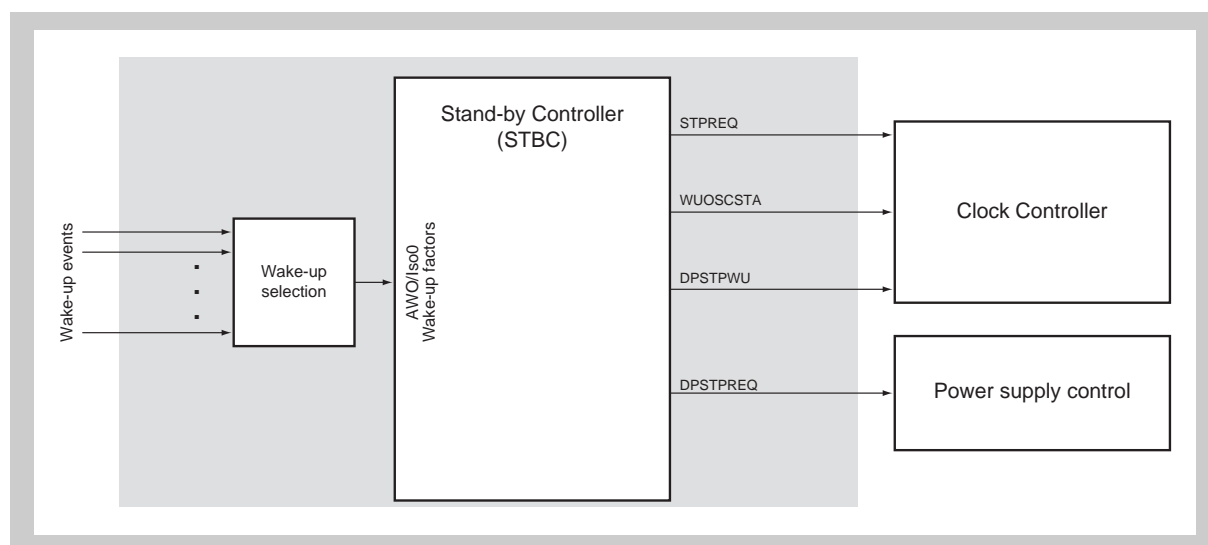 Wake-up events
Wake-up
selection
AWO/Iso0
Wake-up factors
Stand-by Controller
(STBC)
STPREQ
WUOSCSTA
DPSTPWU
DPSTPREQ
Clock Controller
Power supply control